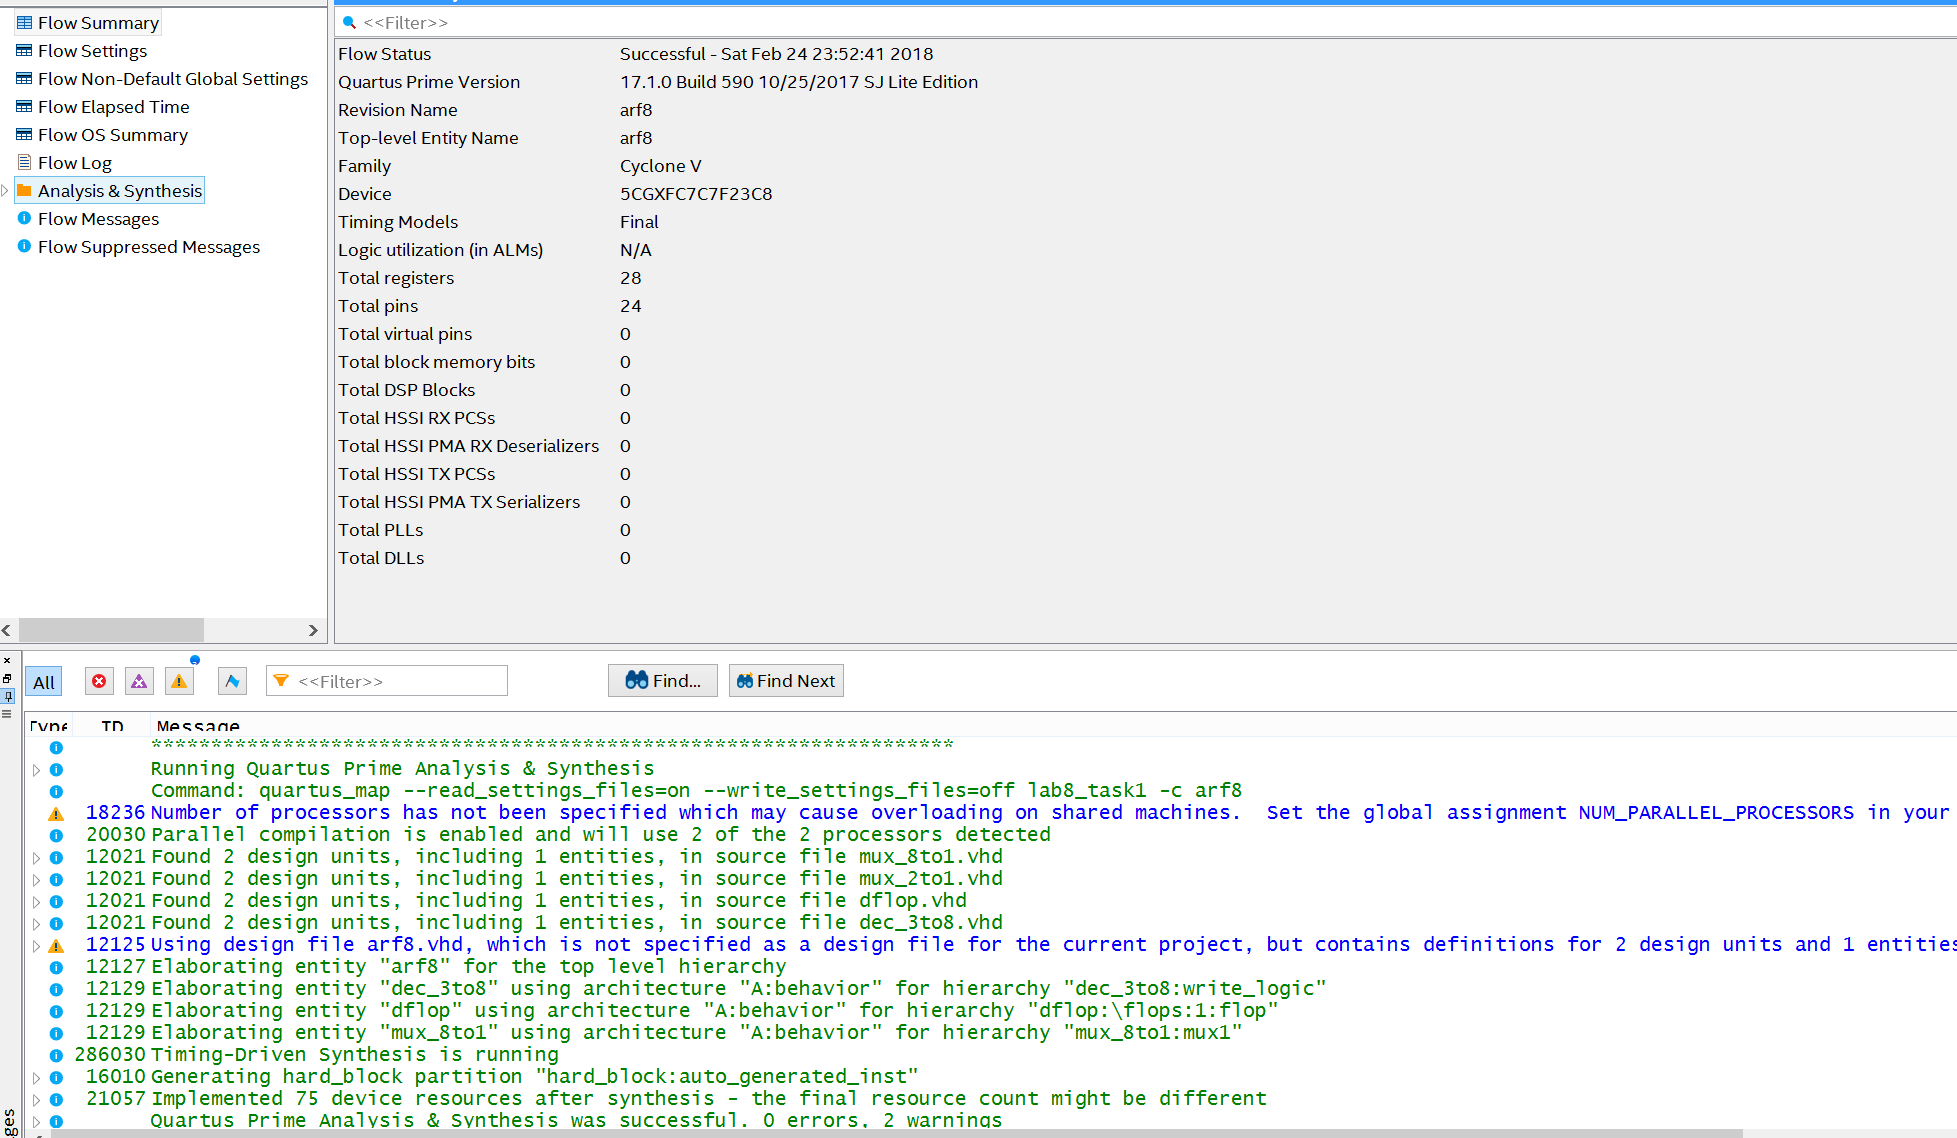 Flow Summary
Flow Settings
Flow Non-Default Global Settings
Flow Elapsed Time
Flow OS Summary
Flow Log
Analysis & Synthesis
Flow Messages
Flow Suppressed Messages
<<Filter>>
Flow Status Successful - Sat Feb 24 23:52:41 2018
Quartus Prime Version 17.1.0 Build 590 10/25/2017 SJ Lite Edition
Revision Name arf8
Top-level Entity Name arf8
Family Cyclone V
Device 5CGXFC7C7F23C8
Timing Models Final
Logic utilization (in ALMs) N/A
Total registers 28
Total pins 24
Total virtual pins 0
Total block memory bits 0
Total DSP Blocks 0
Total HSSI RX PCSs 0
Total HSSI PMA RX Deserializers 0
Total HSSI TX PCSs 0
Total HSSI PMA TX Serializers 0
Total PLLs 0
Total DLLs 0
All <<Filter>> Find... Find Next
Type ID Message
*******************************************************************
Running Quartus Prime Analysis & Synthesis
Command: quartus_map --read_settings_files=on --write_settings_files=off lab8_task1 -c arf8
18236 Number of processors has not been specified which may cause overloading on shared machines.  Set the global assignment NUM_PARALLEL_PROCESSORS in your
20030 Parallel compilation is enabled and will use 2 of the 2 processors detected
12021 Found 2 design units, including 1 entities, in source file mux_8to1.vhd
12021 Found 2 design units, including 1 entities, in source file mux_2to1.vhd
12021 Found 2 design units, including 1 entities, in source file dflop.vhd
12021 Found 2 design units, including 1 entities, in source file dec_3to8.vhd
12125 Using design file arf8.vhd, which is not specified as a design file for the current project, but contains definitions for 2 design units and 1 entities
12127 Elaborating entity "arf8" for the top level hierarchy
12129 Elaborating entity "dec_3to8" using architecture "A:behavior" for hierarchy "dec_3to8:write_logic"
12129 Elaborating entity "dflop" using architecture "A:behavior" for hierarchy "dflop:\flops:1:flop"
12129 Elaborating entity "mux_8to1" using architecture "A:behavior" for hierarchy "mux_8to1:mux1"
286030 Timing-Driven Synthesis is running
16010 Generating hard_block partition "hard_block:auto_generated_inst"
21057 Implemented 75 device resources after synthesis - the final resource count might be different
Quartus Prime Analysis & Synthesis was successful. 0 errors, 2 warnings